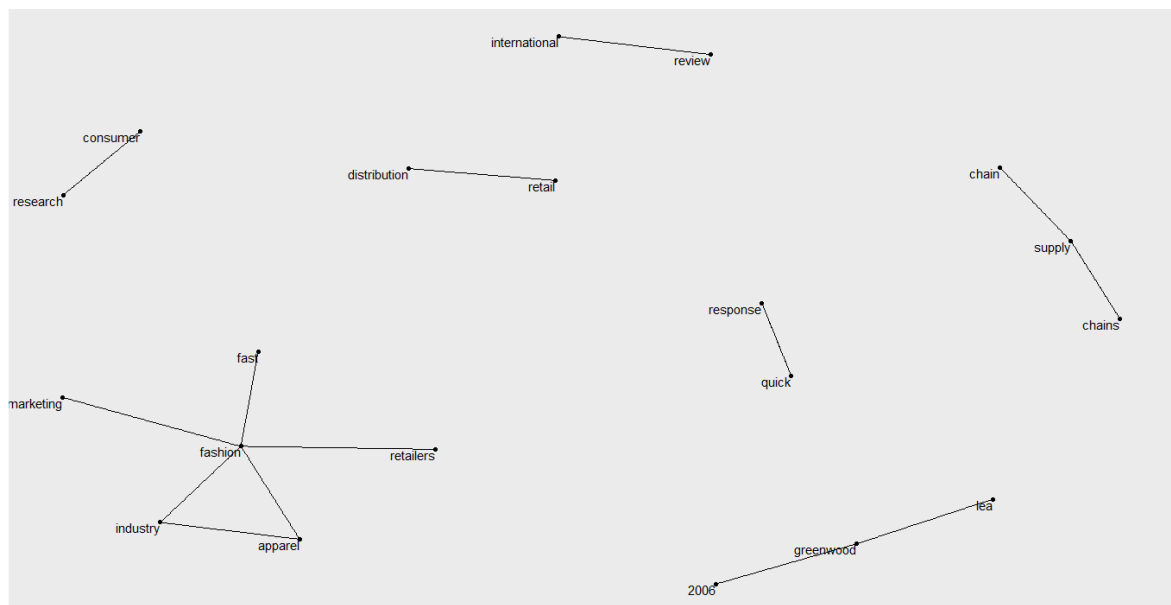 international
review
consumer
distribution
chain
retail
research
supply
response
chains
fast
quick
marketing
fashion
retailers
lea
industry
apparel
greenwood
2006